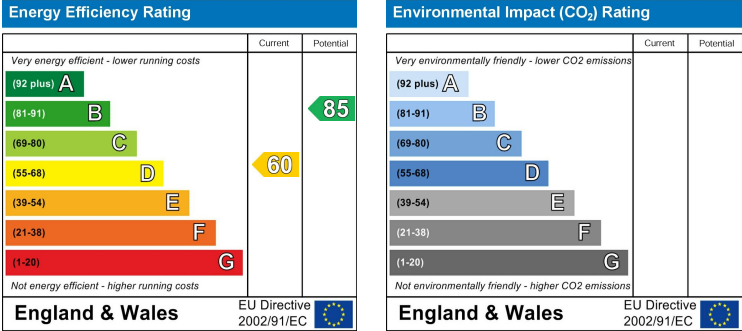 Energy Efficiency Rating
Current Potential
Very energy efficient - lower running costs
(92 plus) A
(81-91) B
85
(69-80) C
(55-68) D
60
(39-54) E
(21-38) F
(1-20) G
Not energy efficient - higher running costs
England & Wales
EU Directive
2002/91/EC
Environmental Impact (CO₂) Rating
Current Potential
Very environmentally friendly - lower CO2 emissions
(92 plus) A
(81-91) B
(69-80) C
(55-68) D
(39-54) E
(21-38) F
(1-20) G
Not environmentally friendly - higher CO2 emissions
England & Wales
EU Directive
2002/91/EC